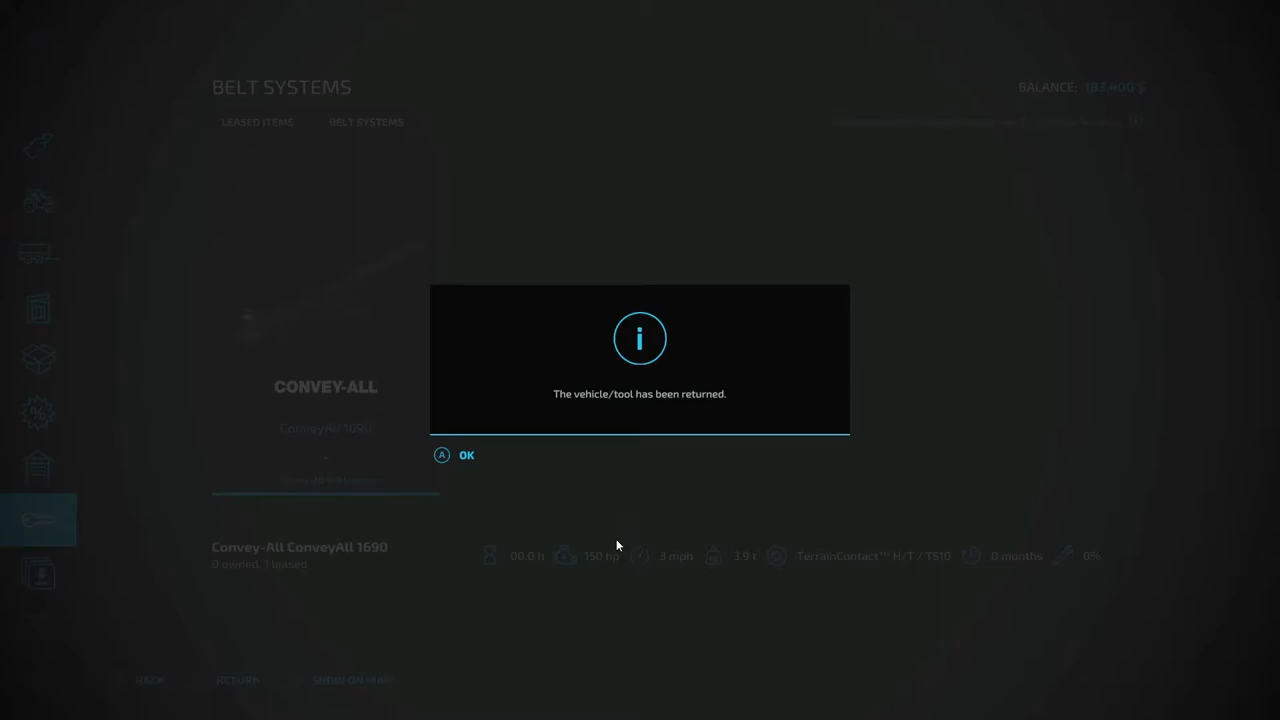 BELT SYSTEMS
BALANCE: 183,400 $
LEASED ITEMS BELT SYSTEMS
The vehicle/tool has been returned.
A OK
CONVEY-ALL
ConveyAll 1690
-
Convey-All ConveyAll 1690
0 owned, 1 leased
00.0 h 150 hp 3 mph 3.9 t TerrainContact™ H/T / TS10 0 months 0%
BACK RETURN SHOW ON MAP